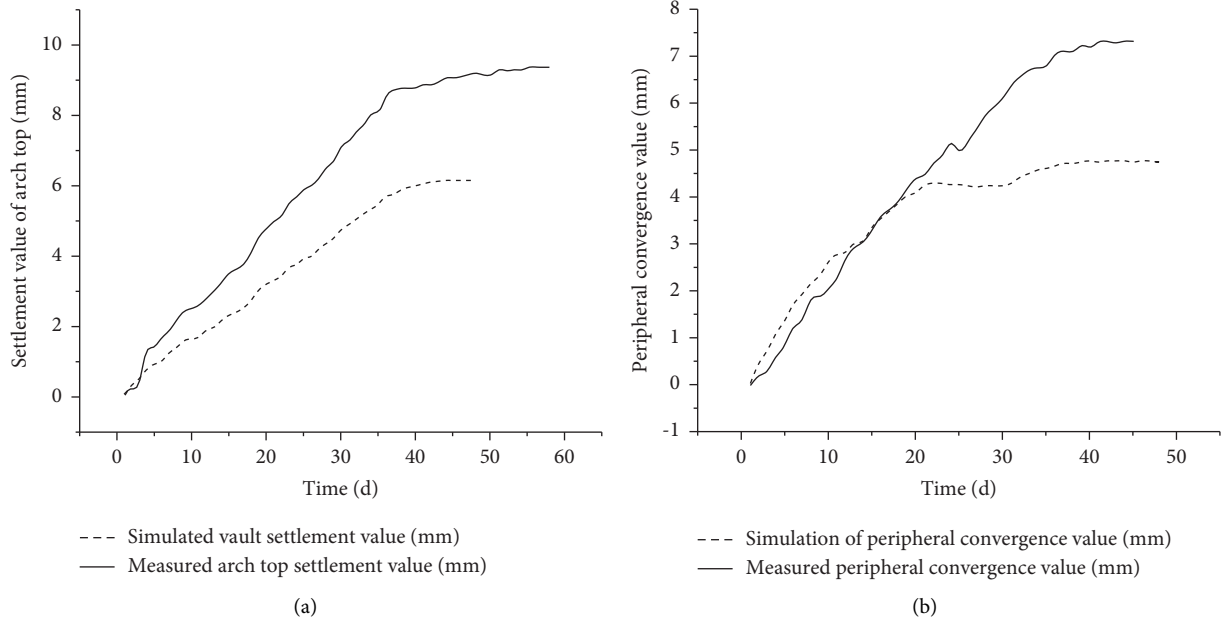 10
8
6
4
2
0
Settlement value of arch top (mm)
0 10 20 30 40 50 60
Time (d)
--- Simulated vault settlement value (mm)
— Measured arch top settlement value (mm)
(a)
8
7
6
5
4
3
2
1
0
-1
Peripheral convergence value (mm)
0 10 20 30 40 50
Time (d)
--- Simulation of peripheral convergence value (mm)
— Measured peripheral convergence value (mm)
(b)